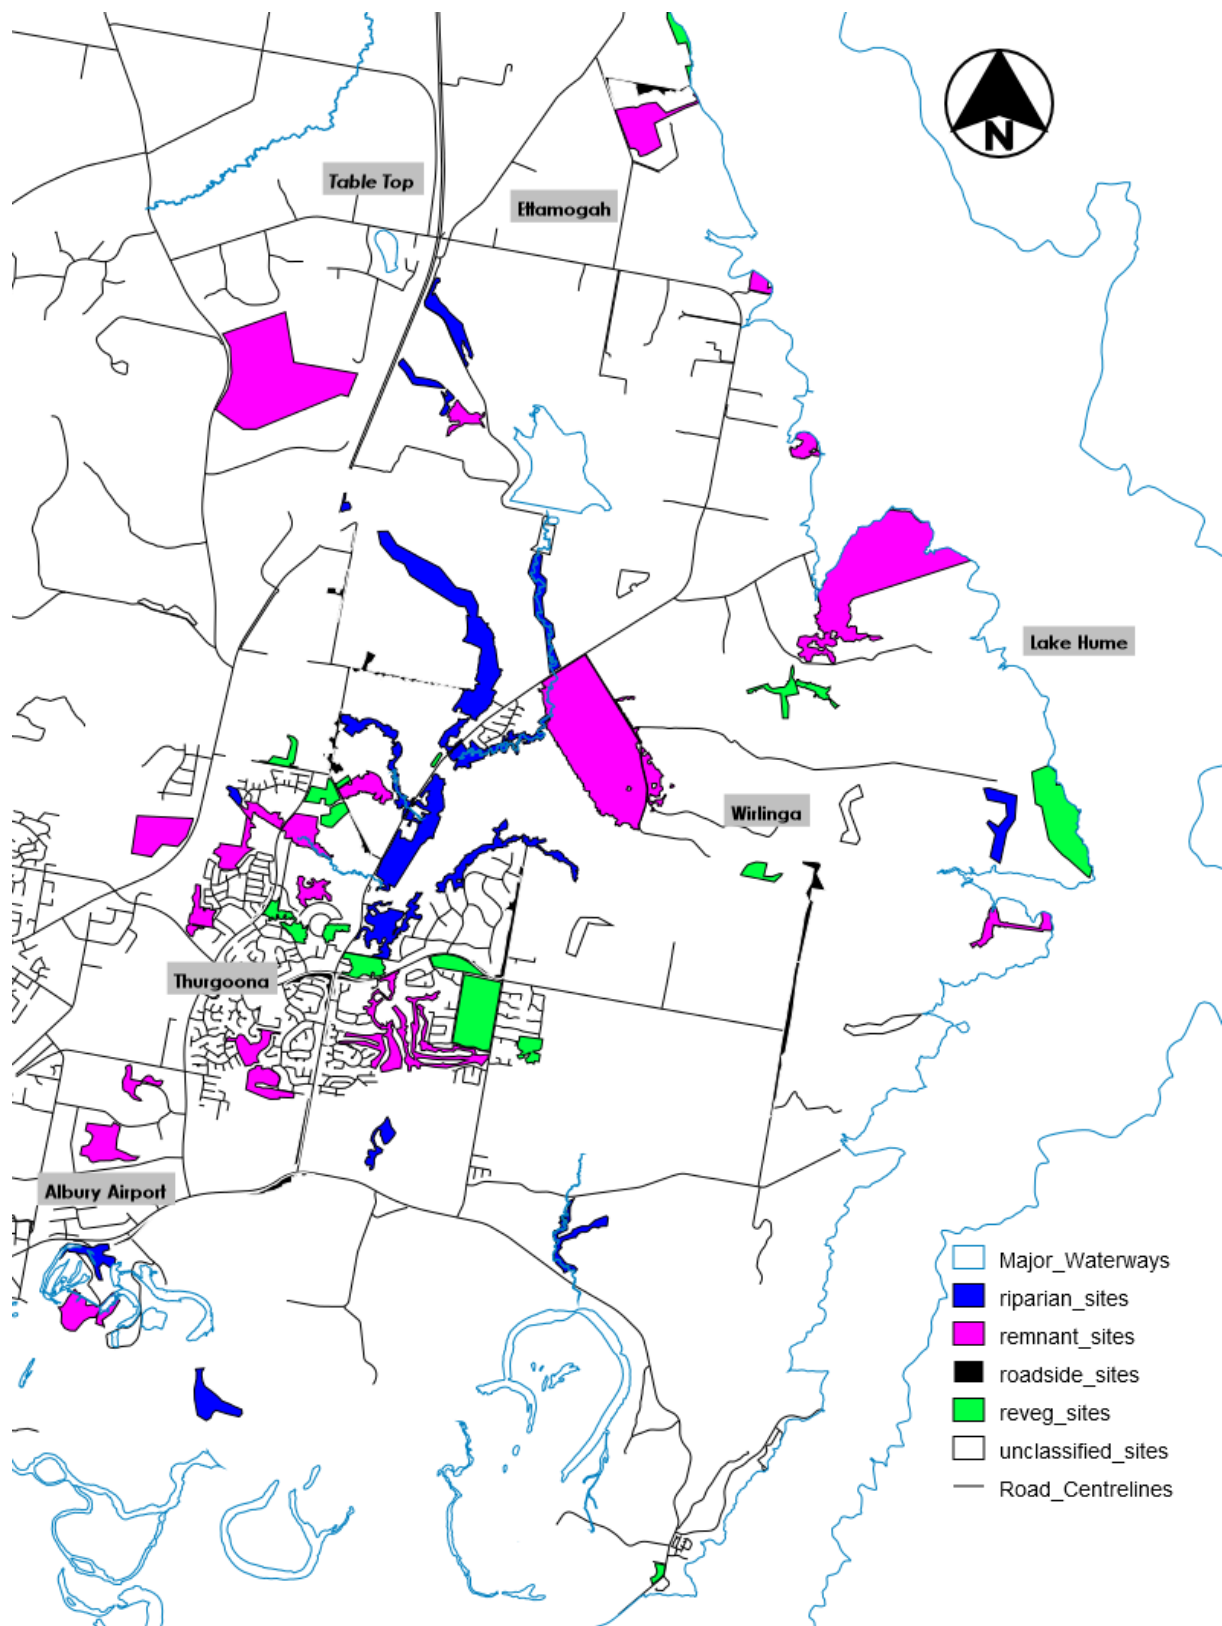 N
Table Top
Ettamogah
Lake Hume
Wirlinga
Thurgoona
Albury Airport
Major_Waterways
riparian_sites
remnant_sites
roadside_sites
reveg_sites
unclassified_sites
Road_Centrelines